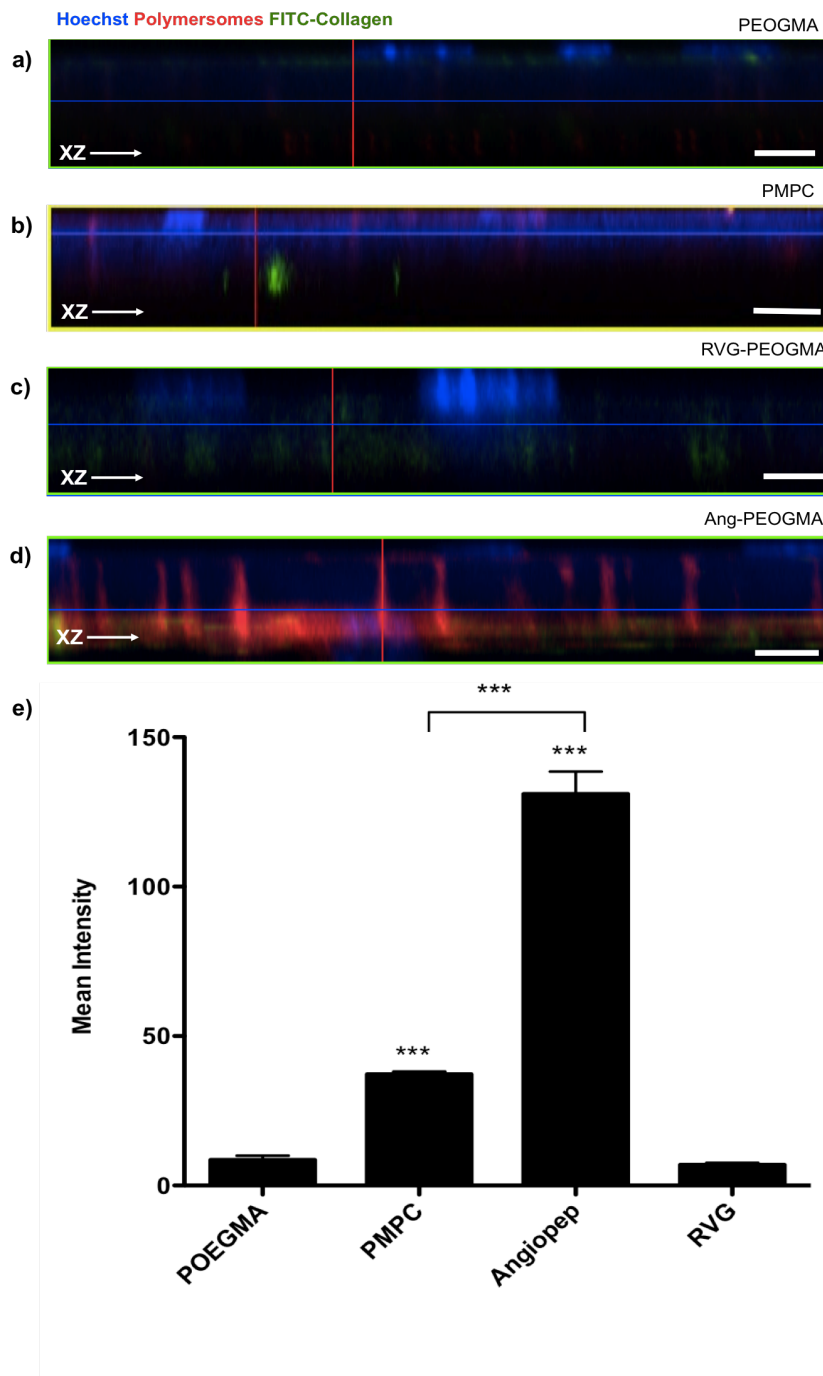 Hoechst Polymersomes FITC-Collagen
PEOGMA
a)
XZ
PMPC
b)
XZ
RVG-PEOGMA
c)
XZ
Ang-PEOGMA
d)
XZ
e)
***
150
***
100
Mean Intensity
50
***
0
POEGMA
PMPC
Angiopep
RVG